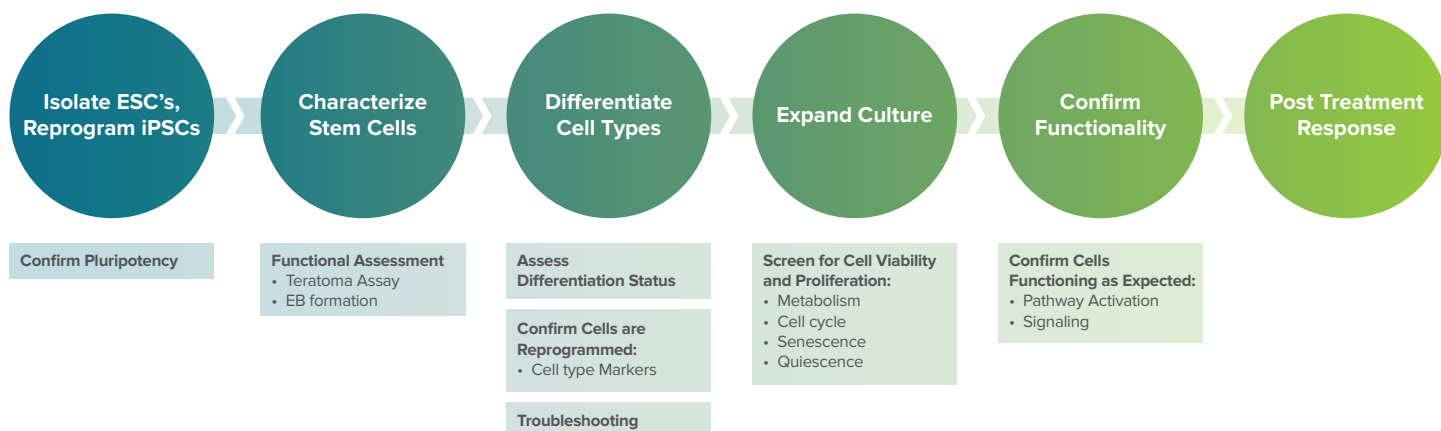 Isolate ESC's,
Reprogram iPSCs
Characterize
Stem Cells
Differentiate
Cell Types
Expand Culture
Confirm
Functionality
Post Treatment
Response
Confirm Pluripotency
Functional Assessment
• Teratoma Assay
• EB formation
Assess
Differentiation Status
Confirm Cells are
Reprogrammed:
• Cell type Markers
Troubleshooting
Screen for Cell Viability
and Proliferation:
• Metabolism
• Cell cycle
• Senescence
• Quiescence
Confirm Cells
Functioning as Expected:
• Pathway Activation
• Signaling